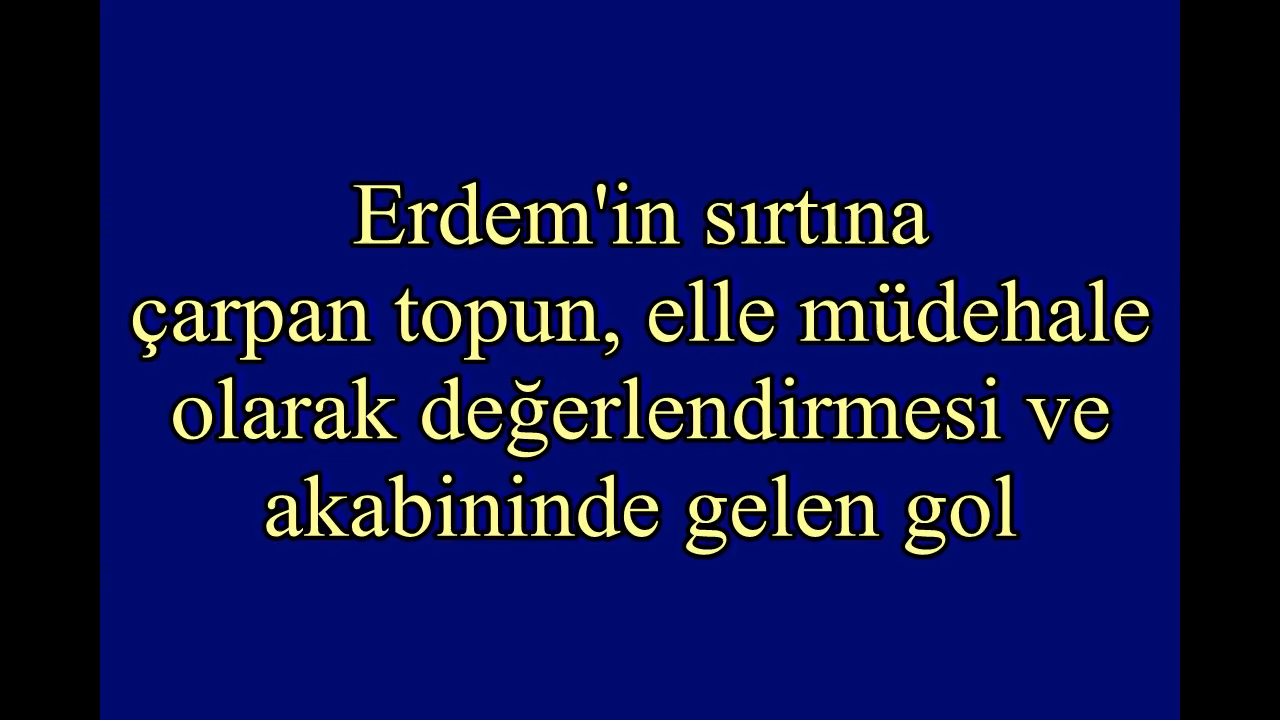 Erdem'in sırtına
çarpan topun, elle müdehale
olarak değerlendirmesi ve
akabininde gelen gol